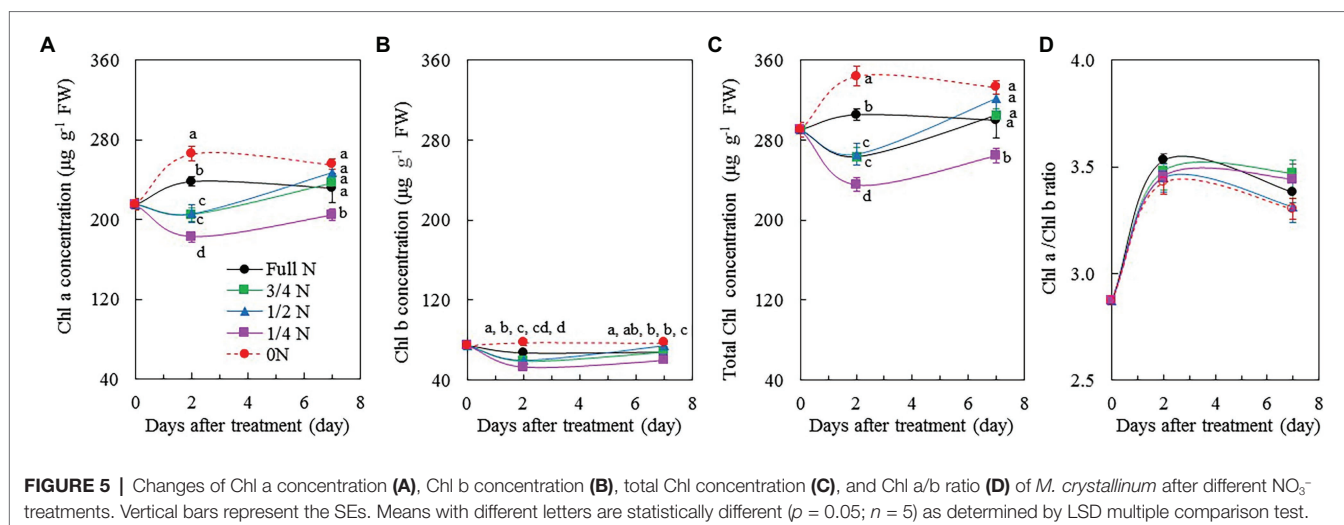 A
360
280
200
120
40
Chl a concentration (µg g⁻¹ FW)
a
b
c
c
d
a
a
a
a
b
Full N
3/4 N
1/2 N
1/4 N
0N
0 2 4 6 8
Days after treatment (day)
B
360
280
200
120
40
Chl b concentration (µg g⁻¹ FW)
a, b, c, cd, d
a, ab, b, b, c
0 2 4 6 8
Days after treatment (day)
C
360
280
200
120
40
Total Chl concentration (µg g⁻¹ FW)
a
b
c
c
d
a
a
a
a
b
0 2 4 6 8
Days after treatment (day)
D
4.0
3.5
3.0
2.5
Chl a /Chl b ratio
0 2 4 6 8
Days after treatment (day)
FIGURE 5 | Changes of Chl a concentration (A), Chl b concentration (B), total Chl concentration (C), and Chl a/b ratio (D) of M. crystallinum after different NO₃⁻
treatments. Vertical bars represent the SEs. Means with different letters are statistically different (p = 0.05; n = 5) as determined by LSD multiple comparison test.